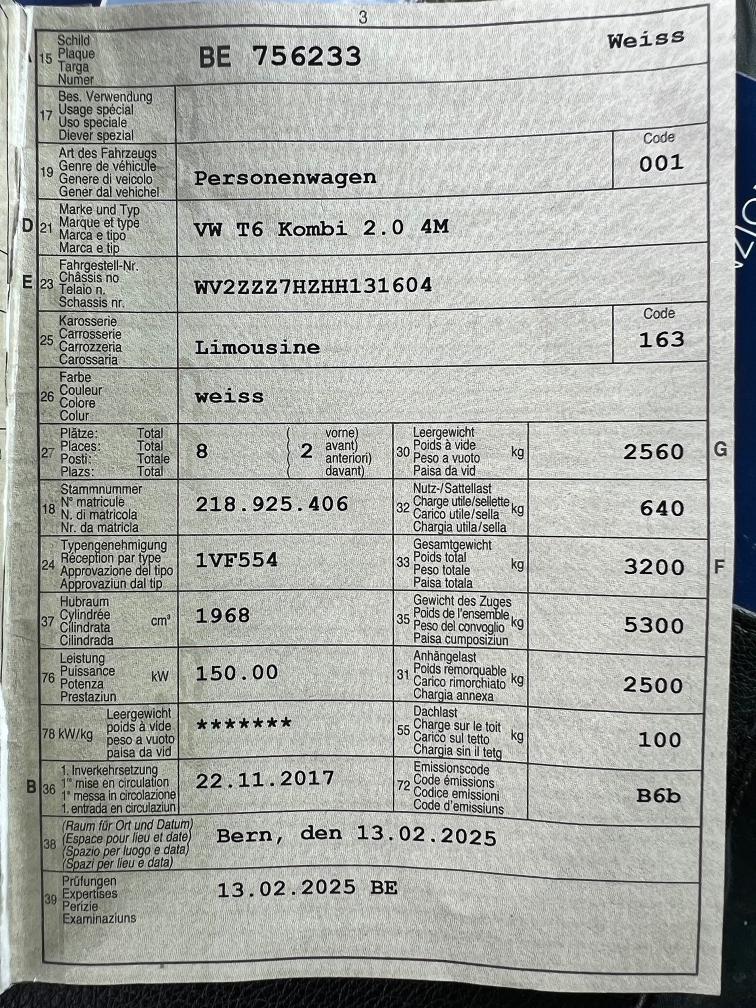 3
15 Schild BE 756233 Weiss
Plaque
Targa
Numer
17 Bes. Verwendung
Usage spécial
Uso speciale
Diever spezial
19 Art des Fahrzeugs Personenwagen Code
Genre de véhicule 001
Genere di veicolo
Gener dal vehichel
D 21 Marke und Typ VW T6 Kombi 2.0 4M
Marque et type
Marca e tipo
Marca e tip
E 23 Fahrgestell-Nr. WV2ZZZ7HZHH131604
Châssis no
Telaio n.
Schassis nr.
25 Karosserie Limousine Code
Carrosserie 163
Carrozzeria
Carossaria
26 Farbe weiss
Couleur
Colore
Colur
27 Plätze: Total 8 ( 2 vorne)
Places: Total avant)
Posti: Totale anteriori)
Plazs: Total davant)
30 Leergewicht kg 2560 G
Poids à vide
Peso a vuoto
Paisa da vid
18 Stammnummer 218.925.406
N° matricule
N. di matricola
Nr. da matricla
32 Nutz-/Sattellast kg 640
Charge utile/sellette
Carico utile/sella
Chargia utila/sella
24 Typengenehmigung 1VF554
Réception par type
Approvazione del tipo
Approvaziun dal tip
33 Gesamtgewicht kg 3200 F
Poids total
Peso totale
Paisa totala
37 Hubraum cm³ 1968
Cylindrée
Cilindrata
Cilindrada
35 Gewicht des Zuges kg 5300
Poids de l'ensemble
Peso del convoglio
Paisa cumposiziun
76 Leistung kW 150.00
Puissance
Potenza
Prestaziun
31 Anhängelast kg 2500
Poids remorquable
Carico rimorchiato
Chargia annexa
78 kW/kg Leergewicht *******
poids à vide
peso a vuoto
paisa da vid
55 Dachlast kg 100
Charge sur le toit
Carico sul tetto
Chargia sin il tetg
B 36 1. Inverkehrsetzung 22.11.2017
1re mise en circulation
1a messa in circolazione
1. entrada en circulaziun
72 Emissionscode B6b
Code émissions
Codice emissioni
Code d'emissiuns
38 (Raum für Ort und Datum) Bern, den 13.02.2025
(Espace pour lieu et date)
(Spazio per luogo e data)
(Spazi per lieu e data)
39 Prüfungen 13.02.2025 BE
Expertises
Perizie
Examinaziuns